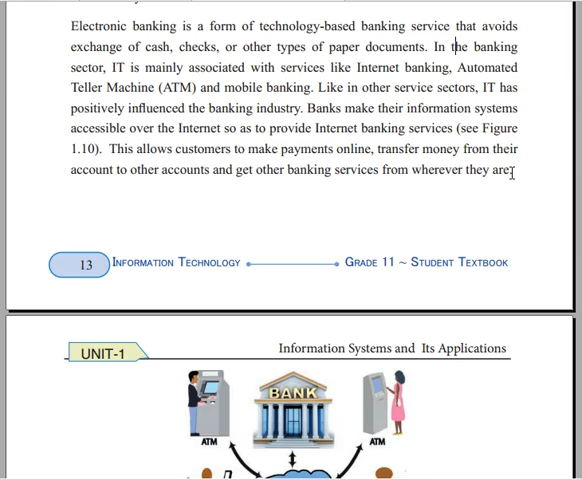 Electronic banking is a form of technology-based banking service that avoids
exchange of cash, checks, or other types of paper documents. In the banking
sector, IT is mainly associated with services like Internet banking, Automated
Teller Machine (ATM) and mobile banking. Like in other service sectors, IT has
positively influenced the banking industry. Banks make their information systems
accessible over the Internet so as to provide Internet banking services (see Figure
1.10). This allows customers to make payments online, transfer money from their
account to other accounts and get other banking services from wherever they are.
13 Information Technology Grade 11 ~ Student Textbook
UNIT-1 Information Systems and Its Applications
BANK
ATM ATM